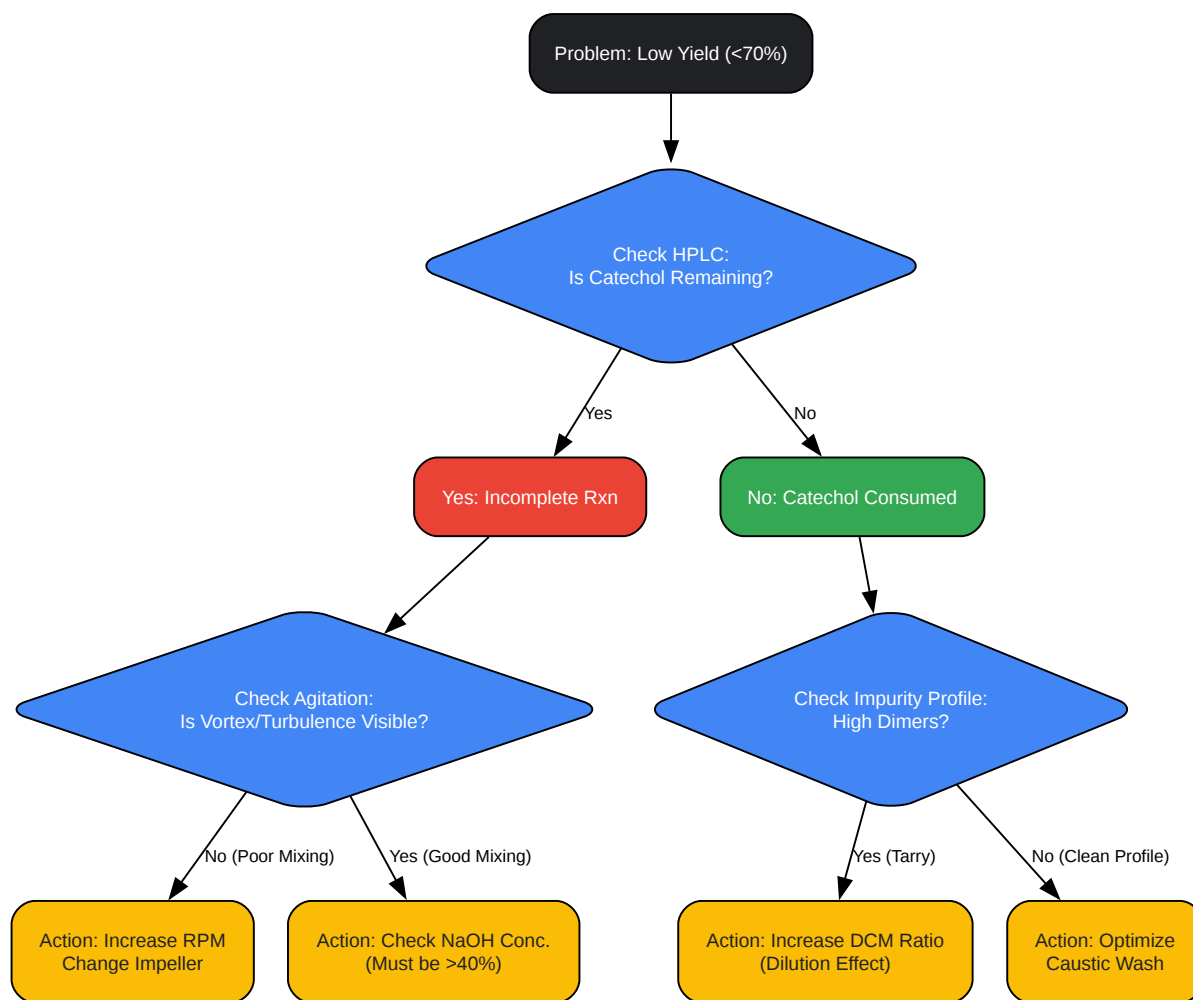 Problem: Low Yield (<70%)
Check HPLC:
Is Catechol Remaining?
Yes
No
Yes: Incomplete Rxn
No: Catechol Consumed
Check Agitation:
Is Vortex/Turbulence Visible?
Check Impurity Profile:
High Dimers?
No (Poor Mixing)
Yes (Good Mixing)
Yes (Tarry)
No (Clean Profile)
Action: Increase RPM
Change Impeller
Action: Check NaOH Conc.
(Must be >40%)
Action: Increase DCM Ratio
(Dilution Effect)
Action: Optimize
Caustic Wash